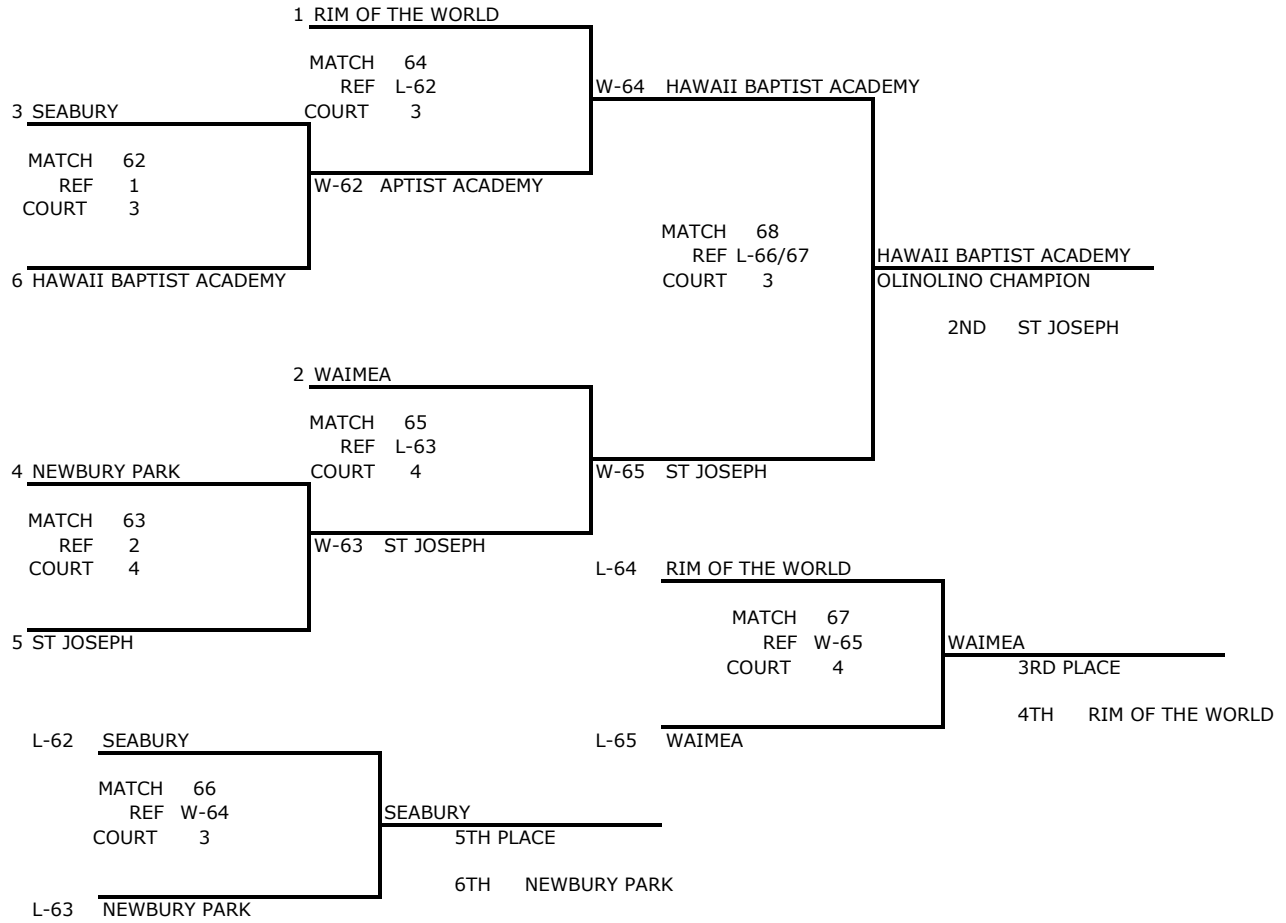 1 RIM OF THE WORLD
MATCH 64
REF L-62
COURT 3
W-64 HAWAII BAPTIST ACADEMY
3 SEABURY
MATCH 62
REF 1
COURT 3
W-62 APTIST ACADEMY
6 HAWAII BAPTIST ACADEMY
MATCH 68
REF L-66/67
COURT 3
HAWAII BAPTIST ACADEMY
OLINOLINO CHAMPION
2ND ST JOSEPH
2 WAIMEA
MATCH 65
REF L-63
COURT 4
W-65 ST JOSEPH
4 NEWBURY PARK
MATCH 63
REF 2
COURT 4
W-63 ST JOSEPH
5 ST JOSEPH
L-64 RIM OF THE WORLD
MATCH 67
REF W-65
COURT 4
WAIMEA
3RD PLACE
4TH RIM OF THE WORLD
L-65 WAIMEA
L-62 SEABURY
MATCH 66
REF W-64
COURT 3
SEABURY
5TH PLACE
6TH NEWBURY PARK
L-63 NEWBURY PARK